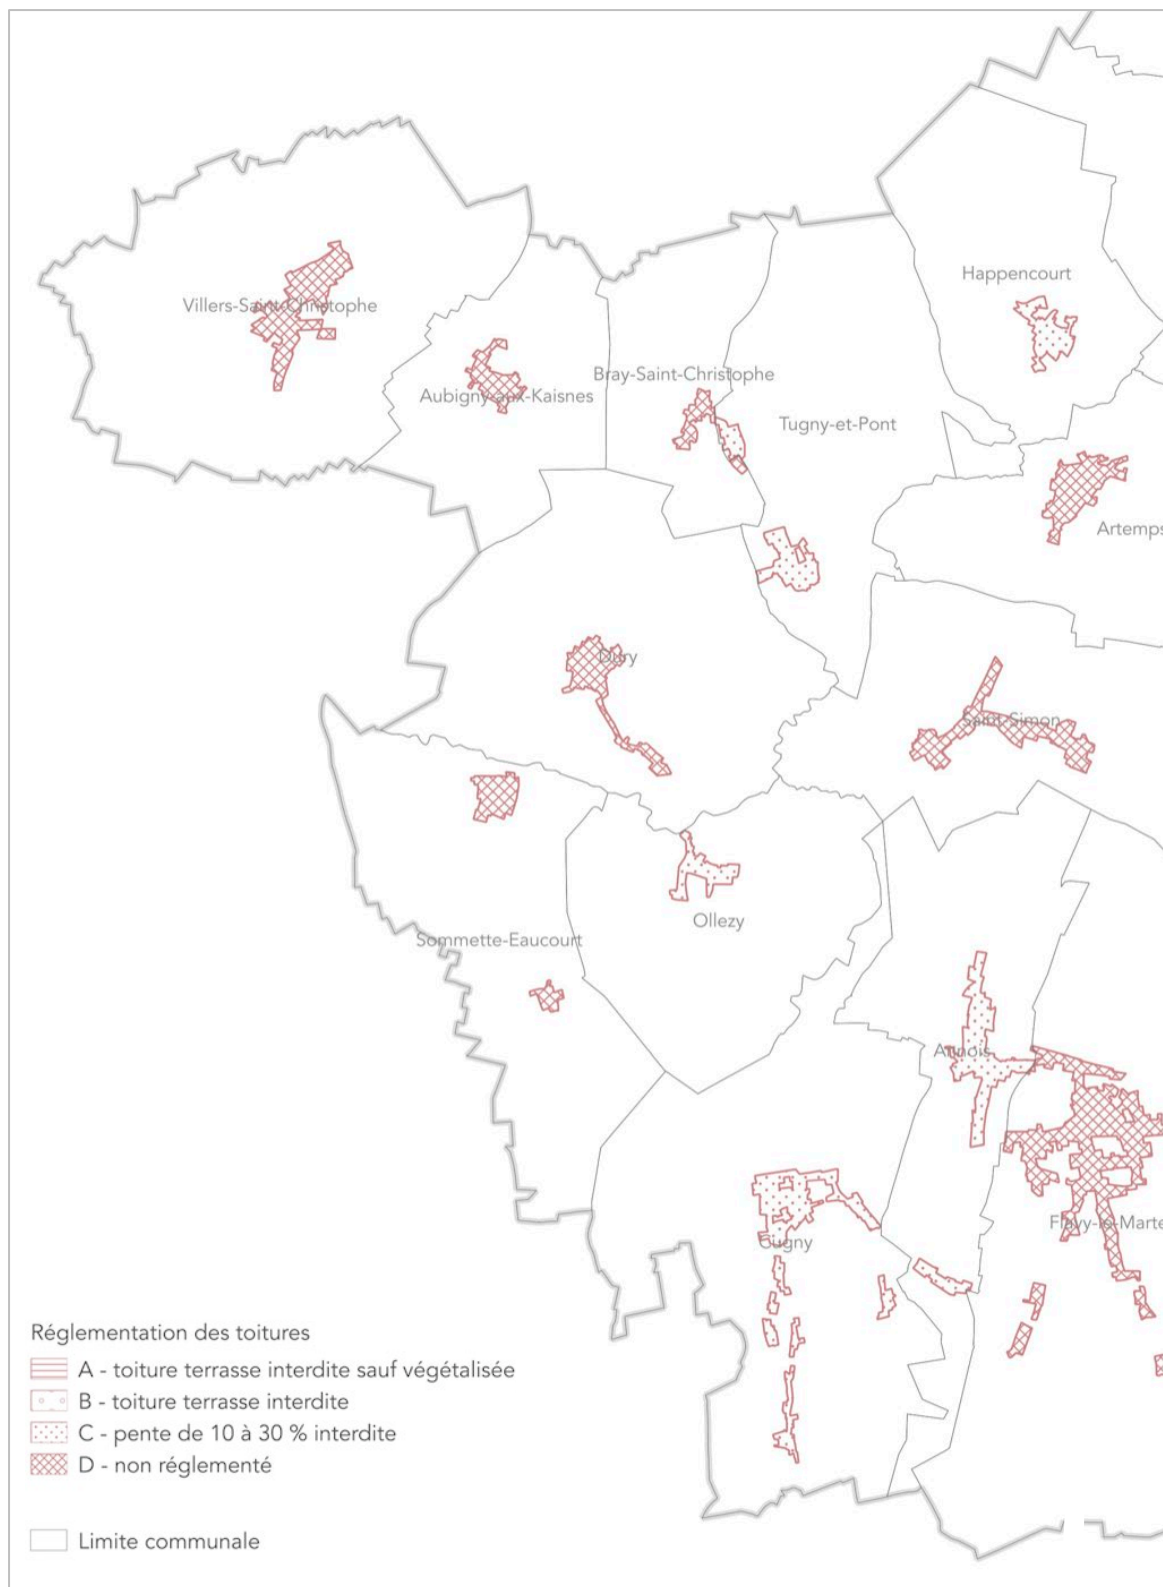 Happencourt
Villers-Saint-Christophe
Bray-Saint-Christophe
Aubigny-aux-Kaisnes
Tugny-et-Pont
Artemps
Dury
Saint-Simon
Ollezy
Sommette-Eaucourt
Annois
Flavy-le-Marte
Cugny
Réglementation des toitures
A - toiture terrasse interdite sauf végétalisée
B - toiture terrasse interdite
C - pente de 10 à 30 % interdite
D - non réglementé
Limite communale